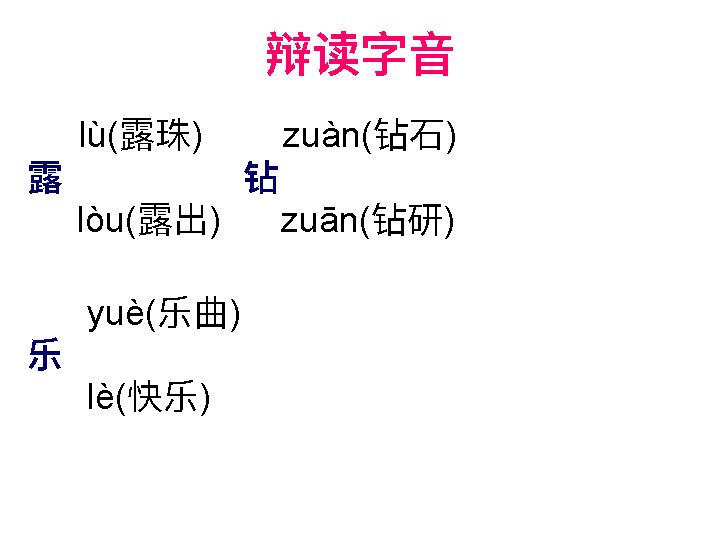 辩读字音
lù(露珠) zuàn(钻石)
露 钻
lòu(露出) zuān(钻研)
yuè(乐曲)
乐
lè(快乐)